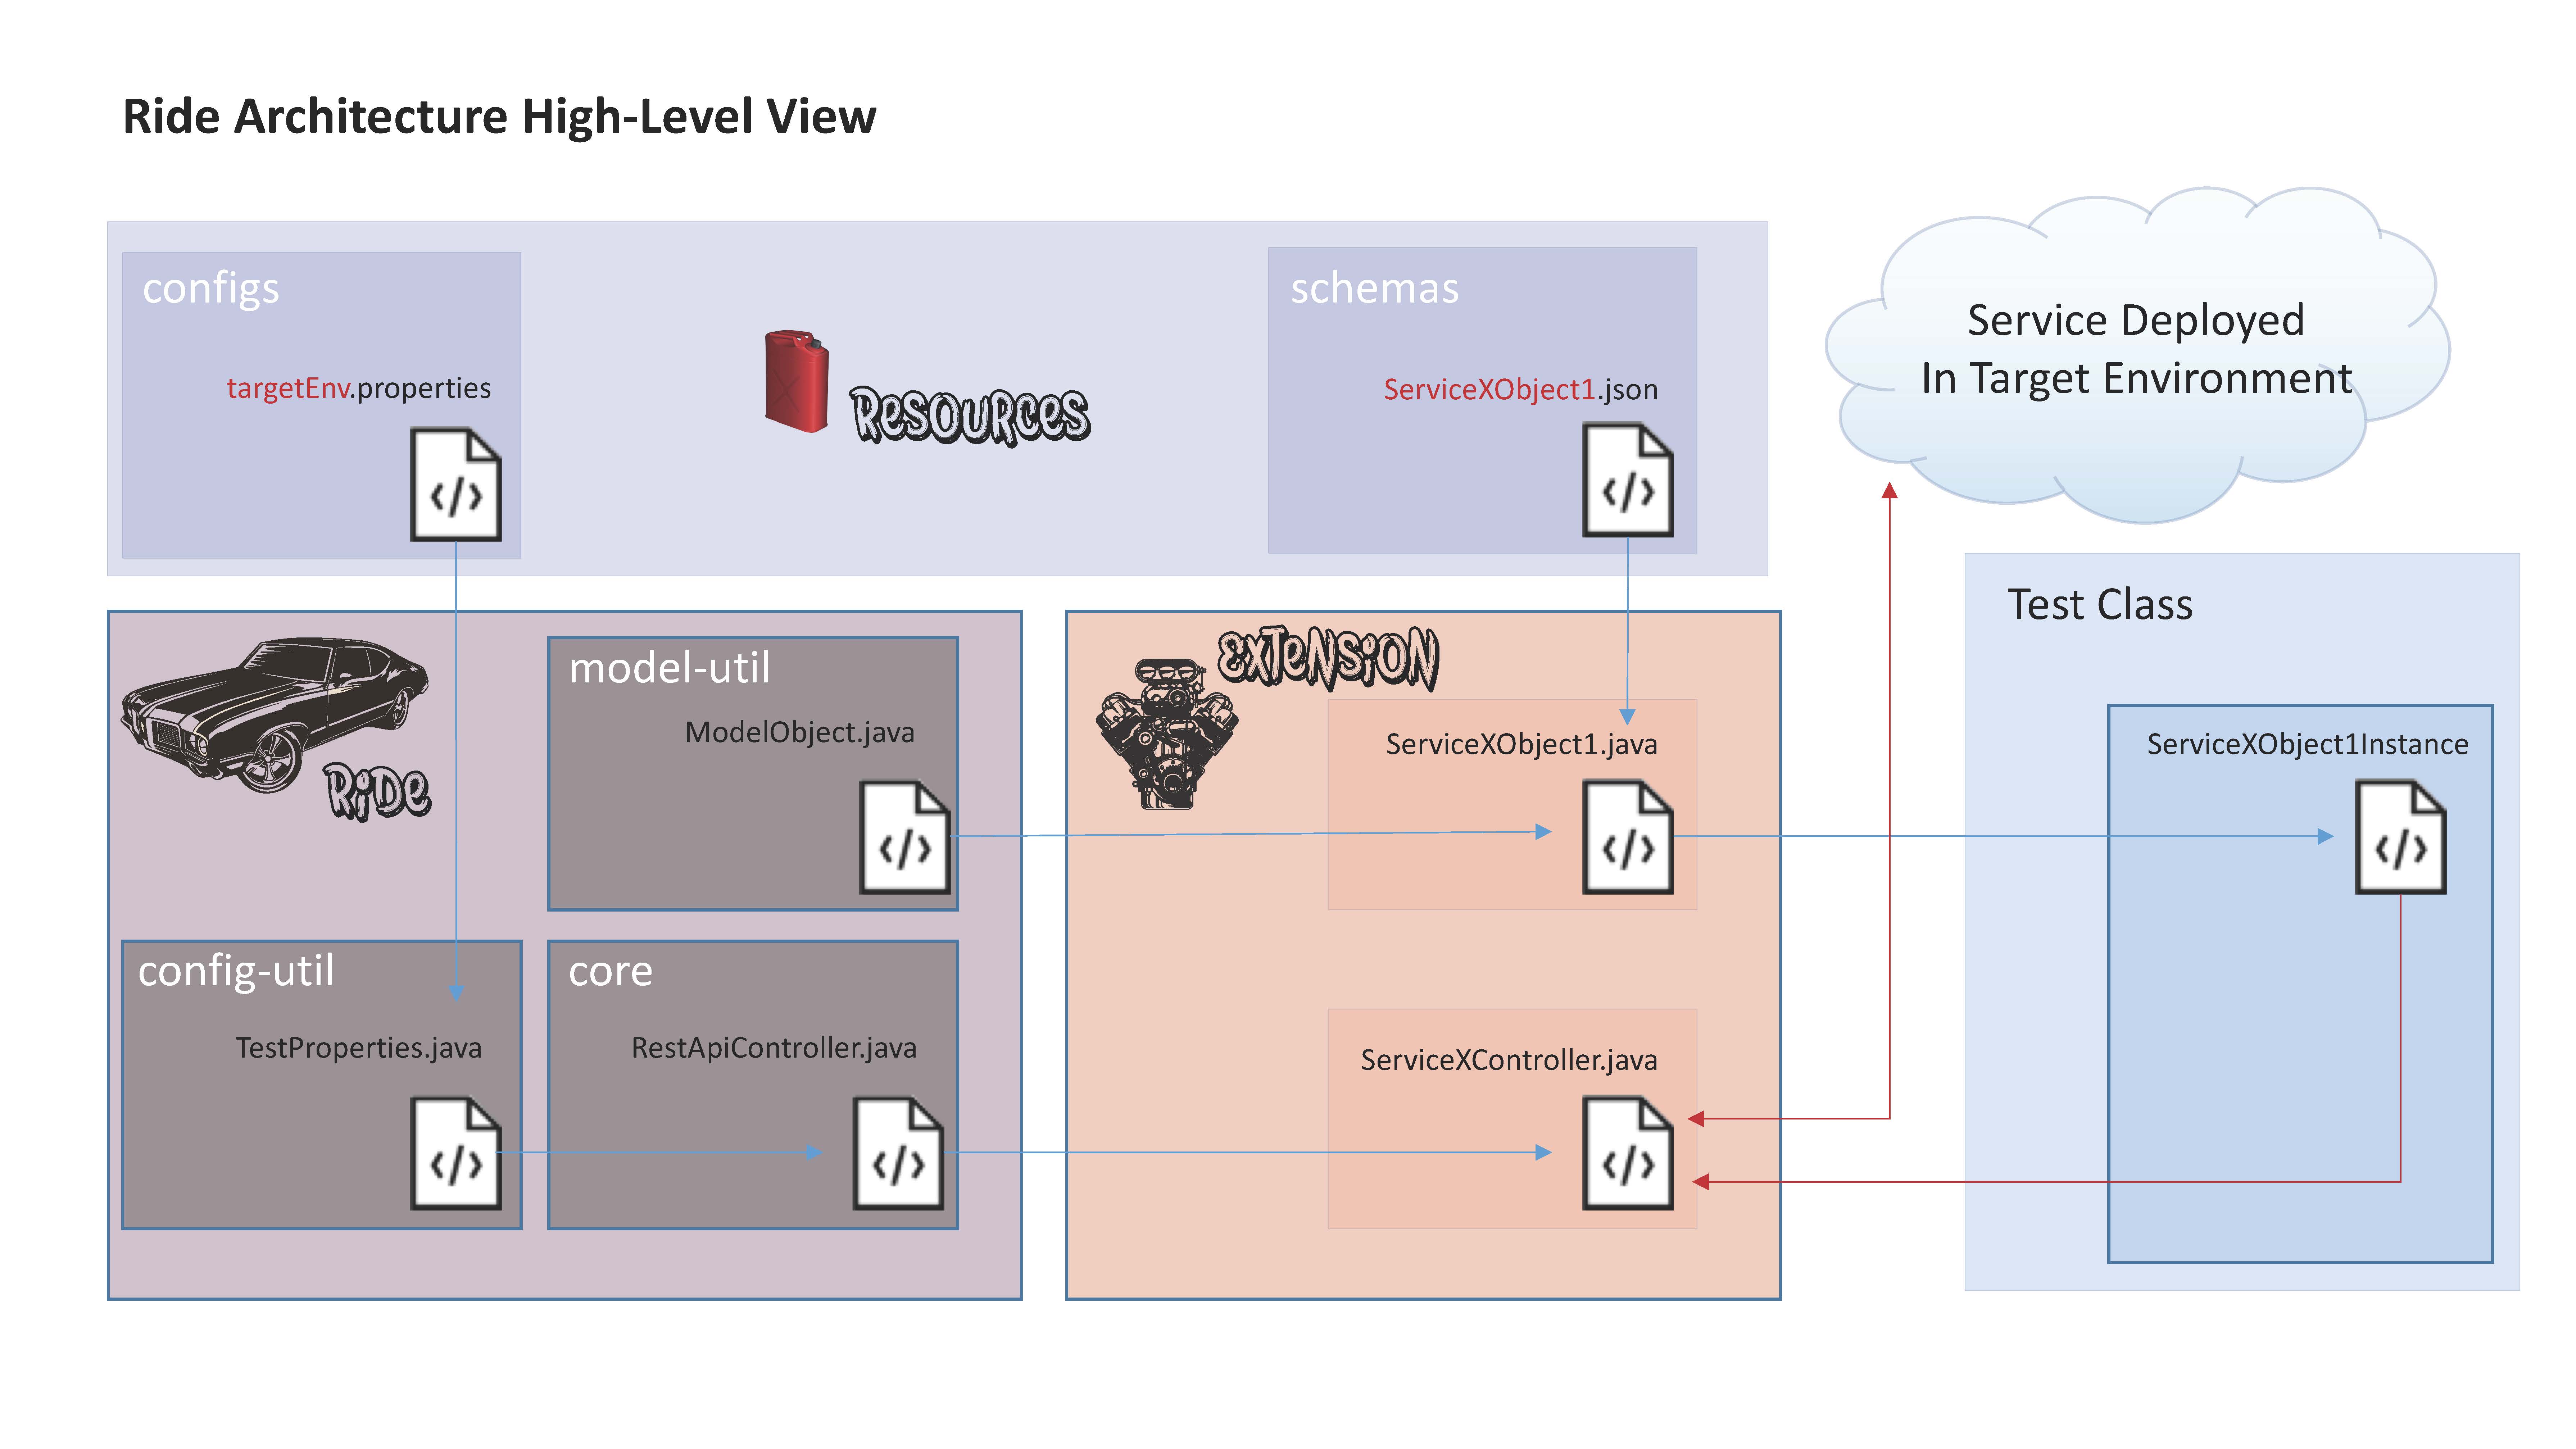 Ride Architecture High-Level View
configs
targetEnv.properties
</>
ResouRces
schemas
ServiceXObject1.json
</>
Service Deployed
In Target Environment
RiDe
model-util
ModelObject.java
</>
config-util
TestProperties.java
</>
core
RestApiController.java
</>
exTeNsiON
ServiceXObject1.java
</>
ServiceXController.java
</>
Test Class
ServiceXObject1Instance
</>